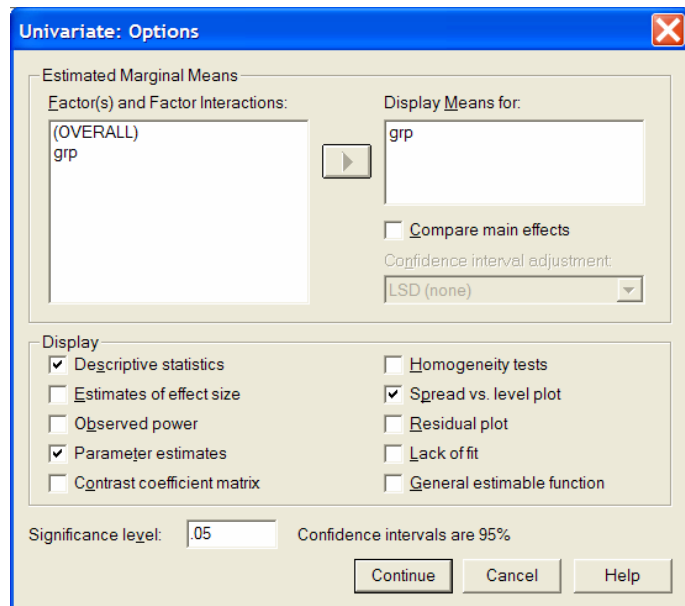 Univariate: Options
Estimated Marginal Means
Factor(s) and Factor Interactions:
(OVERALL)
grp
Display Means for:
grp
Compare main effects
Confidence interval adjustment:
LSD (none)
Display
Descriptive statistics
Estimates of effect size
Observed power
Parameter estimates
Contrast coefficient matrix
Homogeneity tests
Spread vs. level plot
Residual plot
Lack of fit
General estimable function
Significance level: .05 Confidence intervals are 95%
Continue Cancel Help